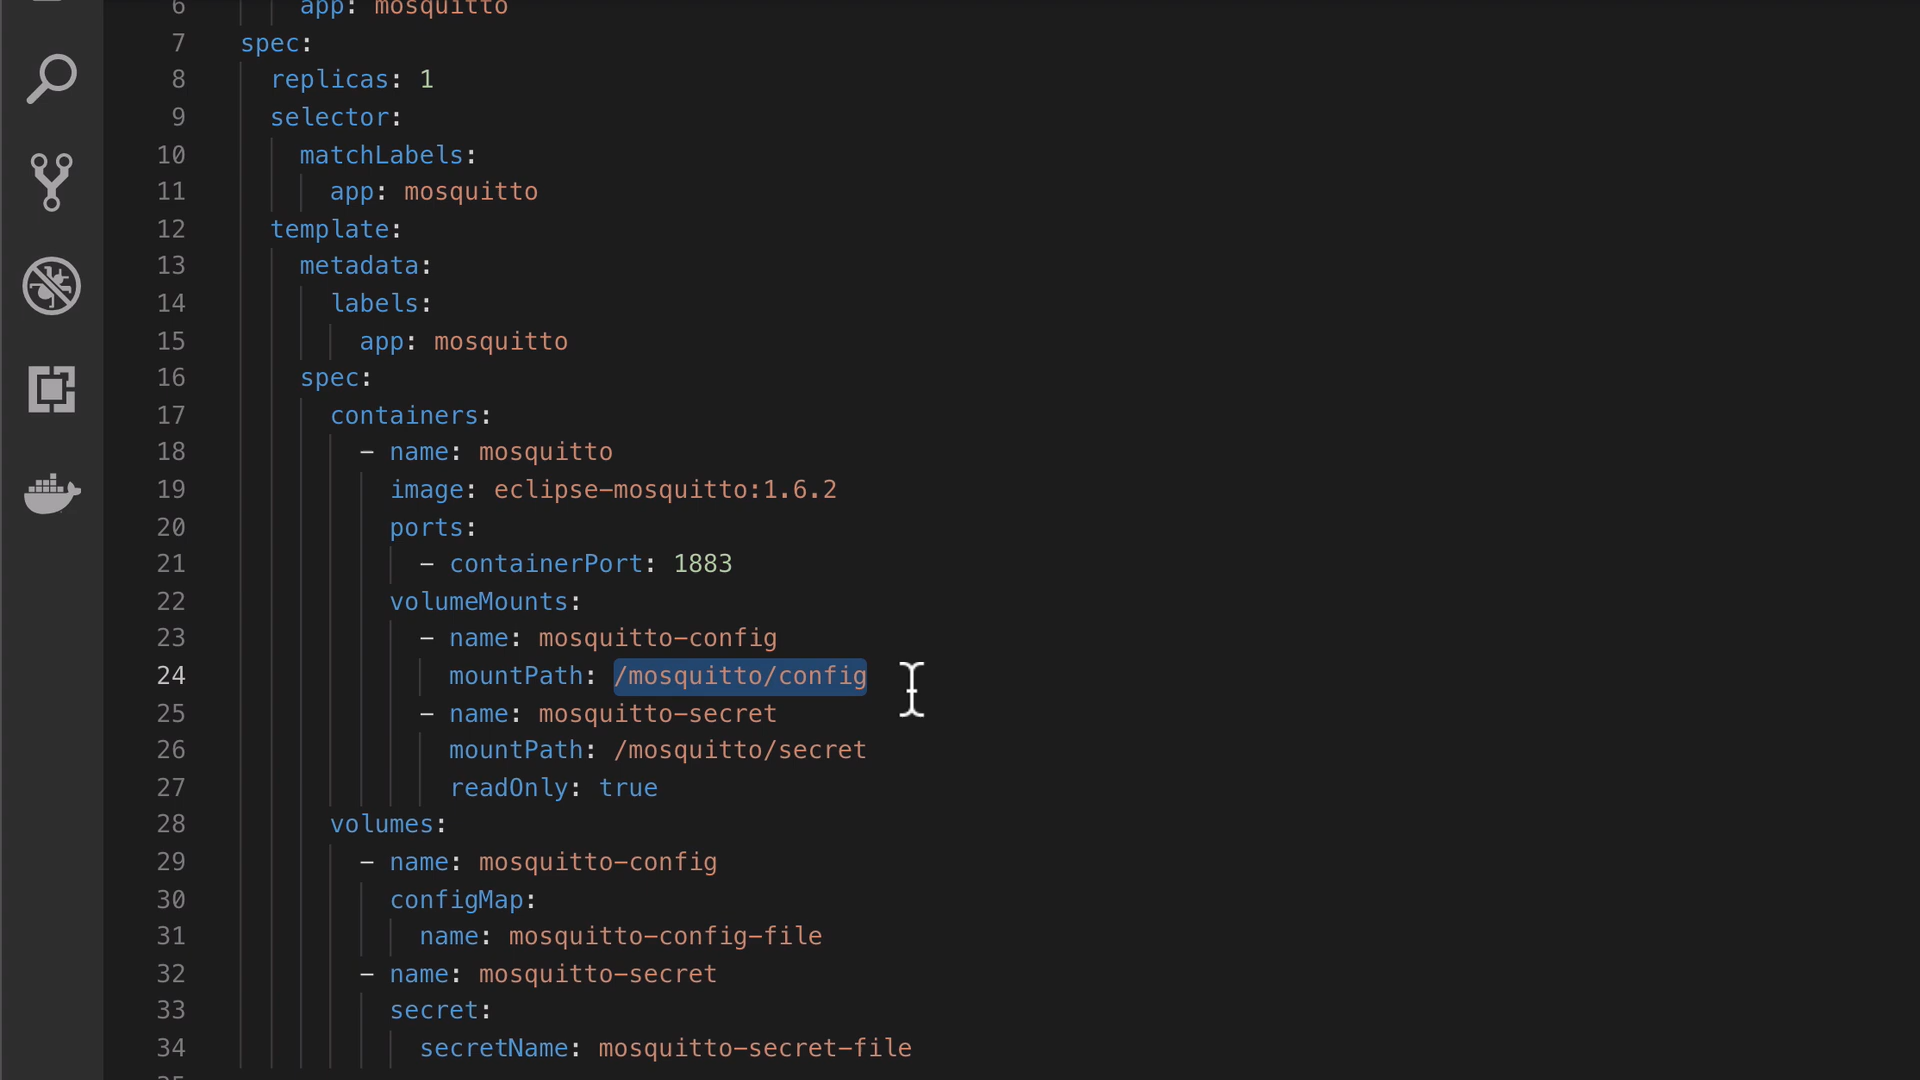 6 app: mosquitto
7 spec:
8 replicas: 1
9 selector:
10 matchLabels:
11 app: mosquitto
12 template:
13 metadata:
14 labels:
15 app: mosquitto
16 spec:
17 containers:
18 - name: mosquitto
19 image: eclipse-mosquitto:1.6.2
20 ports:
21 - containerPort: 1883
22 volumeMounts:
23 - name: mosquitto-config
24 mountPath: /mosquitto/config
25 - name: mosquitto-secret
26 mountPath: /mosquitto/secret
27 readOnly: true
28 volumes:
29 - name: mosquitto-config
30 configMap:
31 name: mosquitto-config-file
32 - name: mosquitto-secret
33 secret:
34 secretName: mosquitto-secret-file